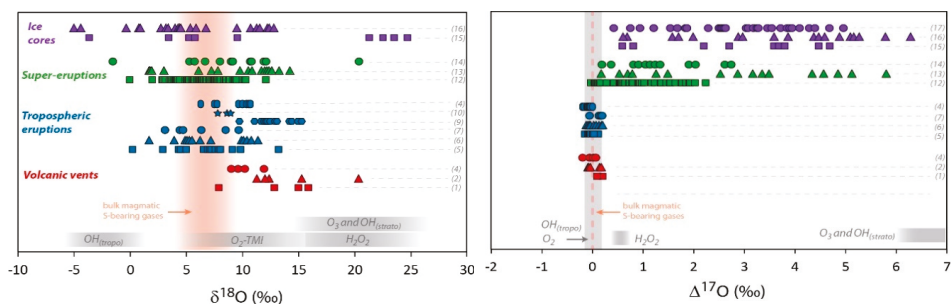 Ice
cores
(16)
(15)
Super-eruptions
(14)
(13)
(12)
Tropospheric
eruptions
(4)
(10)
(9)
(7)
(6)
(5)
Volcanic vents
(4)
(2)
(1)
bulk magmatic
S-bearing gases
O3 and OH(strato)
OH(tropo)
O2-TMI
H2O2
-10 -5 0 5 10 15 20 25 30
δ18O (‰)
(17)
(16)
(15)
(14)
(13)
(12)
(4)
(7)
(6)
(5)
(4)
(2)
(1)
bulk magmatic
S-bearing gases
OH(tropo)
O2
H2O2
O3 and OH(strato)
-2 -1 0 1 2 3 4 5 6 7
Δ17O (‰)